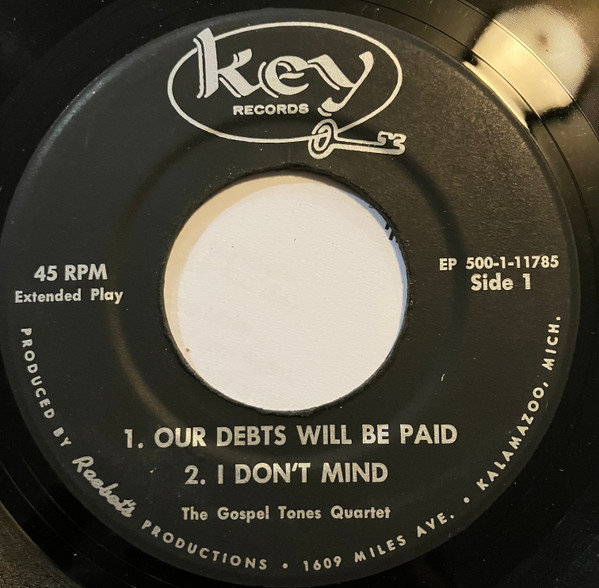 key
RECORDS
45 RPM
Extended Play
EP 500-1-11785
Side 1
1. OUR DEBTS WILL BE PAID
2. I DON'T MIND
The Gospel Tones Quartet
PRODUCED BY PRODUCTIONS • 1609 MILES AVE. • KALAMAZOO, MICH.